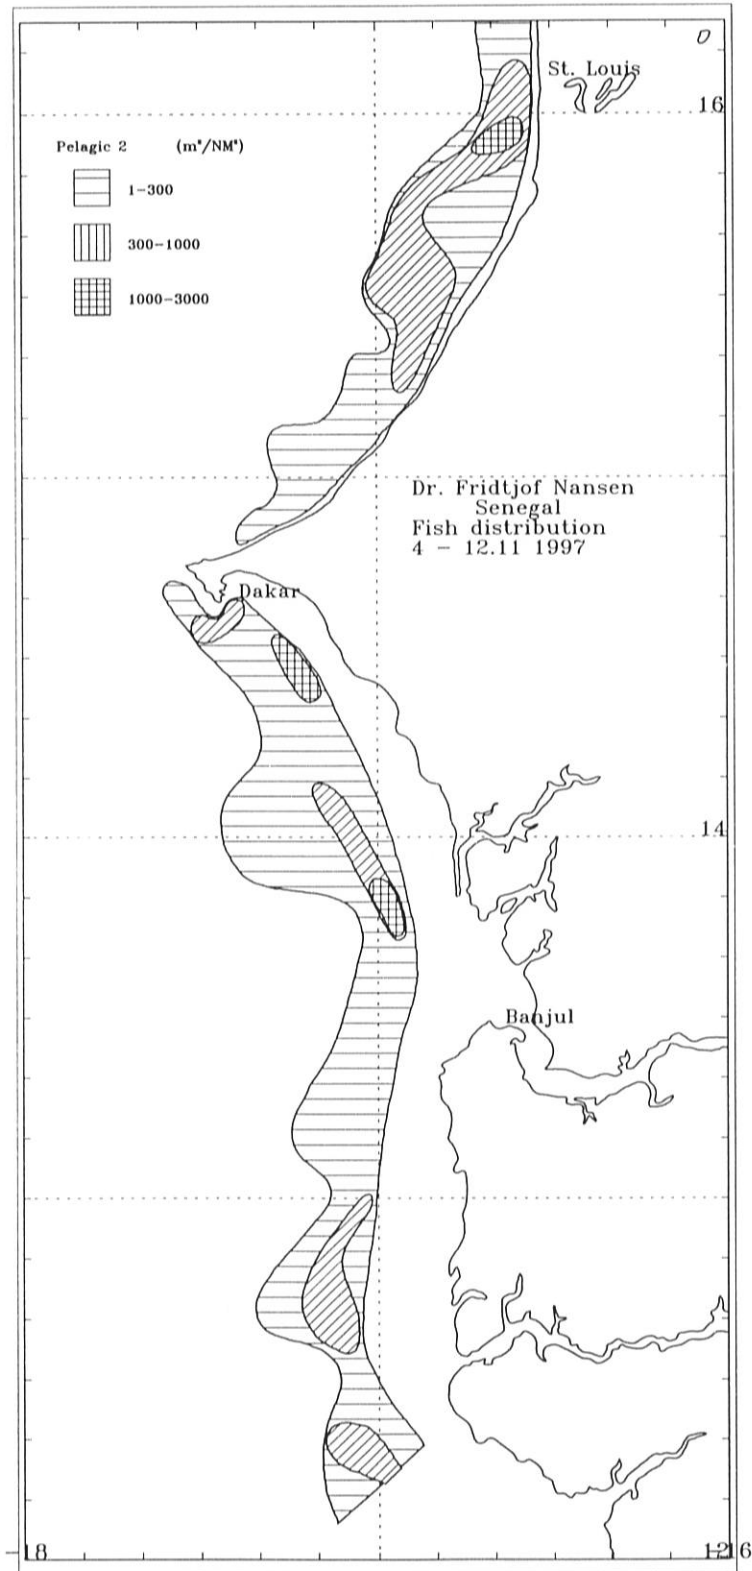 O
St. Louis
16
Pelagic 2 (m²/NM²)
1-300
300-1000
1000-3000
Dr. Fridtjof Nansen
Senegal
Fish distribution
4 - 12.11 1997
Dakar
14
Banjul
-18